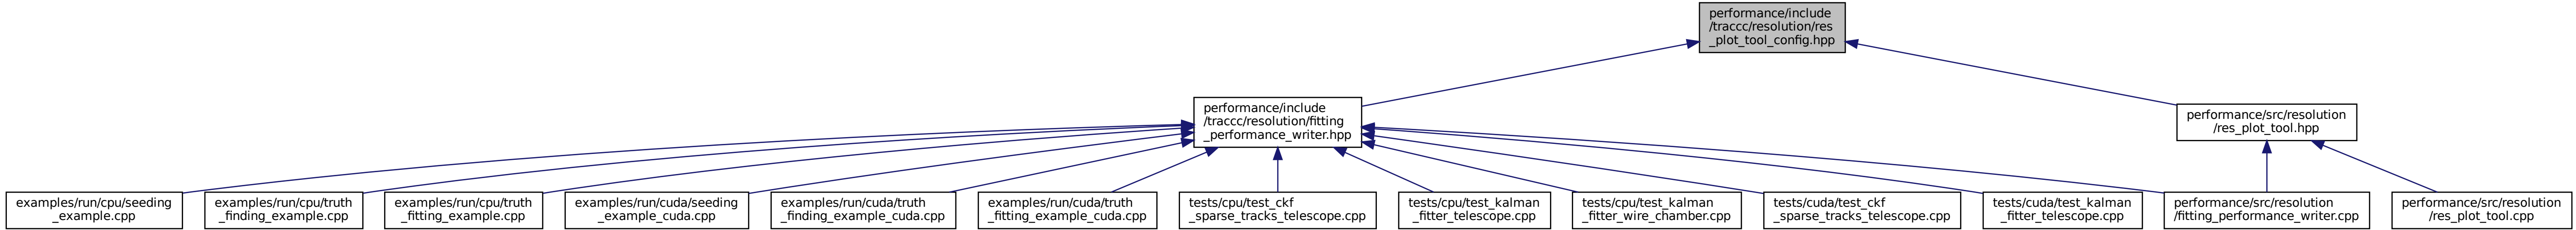 performance/include
/traccc/resolution/res
_plot_tool_config.hpp
performance/include
/traccc/resolution/fitting
_performance_writer.hpp
performance/src/resolution
/res_plot_tool.hpp
examples/run/cpu/seeding
_example.cpp
examples/run/cpu/truth
_finding_example.cpp
examples/run/cpu/truth
_fitting_example.cpp
examples/run/cuda/seeding
_example_cuda.cpp
examples/run/cuda/truth
_finding_example_cuda.cpp
examples/run/cuda/truth
_fitting_example_cuda.cpp
tests/cpu/test_ckf
_sparse_tracks_telescope.cpp
tests/cpu/test_kalman
_fitter_telescope.cpp
tests/cpu/test_kalman
_fitter_wire_chamber.cpp
tests/cuda/test_ckf
_sparse_tracks_telescope.cpp
tests/cuda/test_kalman
_fitter_telescope.cpp
performance/src/resolution
/fitting_performance_writer.cpp
performance/src/resolution
/res_plot_tool.cpp